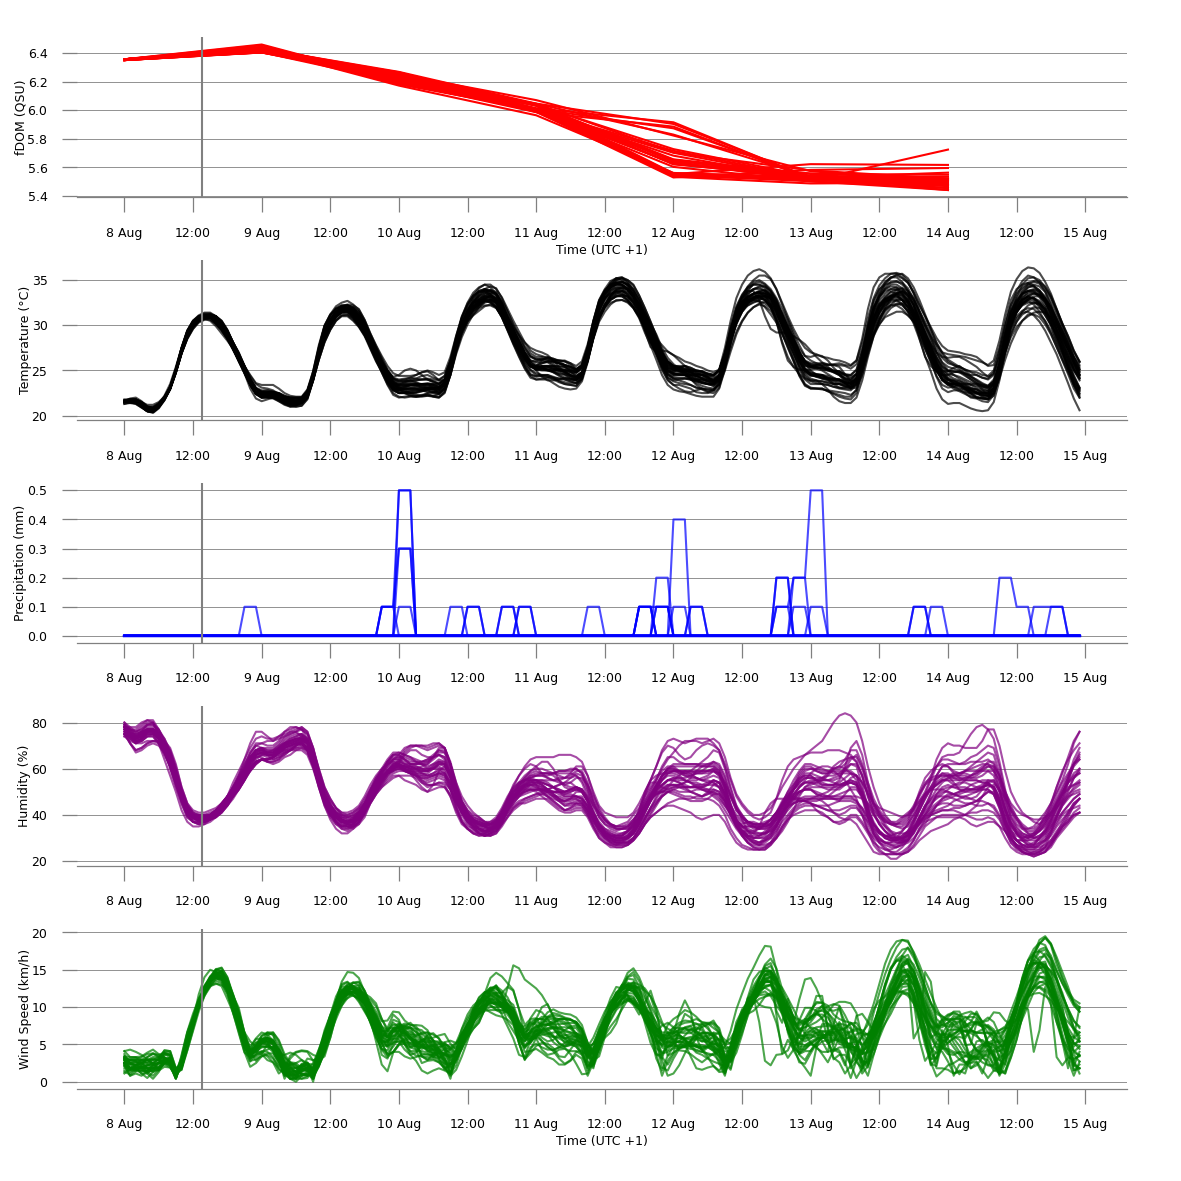 fDOM (QSU)
6.4
6.2
6.0
5.8
5.6
5.4
8 Aug 12:00 9 Aug 12:00 10 Aug 12:00 11 Aug 12:00 12 Aug 12:00 13 Aug 12:00 14 Aug 12:00 15 Aug
Time (UTC +1)
Temperature (°C)
35
30
25
20
8 Aug 12:00 9 Aug 12:00 10 Aug 12:00 11 Aug 12:00 12 Aug 12:00 13 Aug 12:00 14 Aug 12:00 15 Aug
Precipitation (mm)
0.5
0.4
0.3
0.2
0.1
0.0
8 Aug 12:00 9 Aug 12:00 10 Aug 12:00 11 Aug 12:00 12 Aug 12:00 13 Aug 12:00 14 Aug 12:00 15 Aug
Humidity (%)
80
60
40
20
8 Aug 12:00 9 Aug 12:00 10 Aug 12:00 11 Aug 12:00 12 Aug 12:00 13 Aug 12:00 14 Aug 12:00 15 Aug
Wind Speed (km/h)
20
15
10
5
0
8 Aug 12:00 9 Aug 12:00 10 Aug 12:00 11 Aug 12:00 12 Aug 12:00 13 Aug 12:00 14 Aug 12:00 15 Aug
Time (UTC +1)